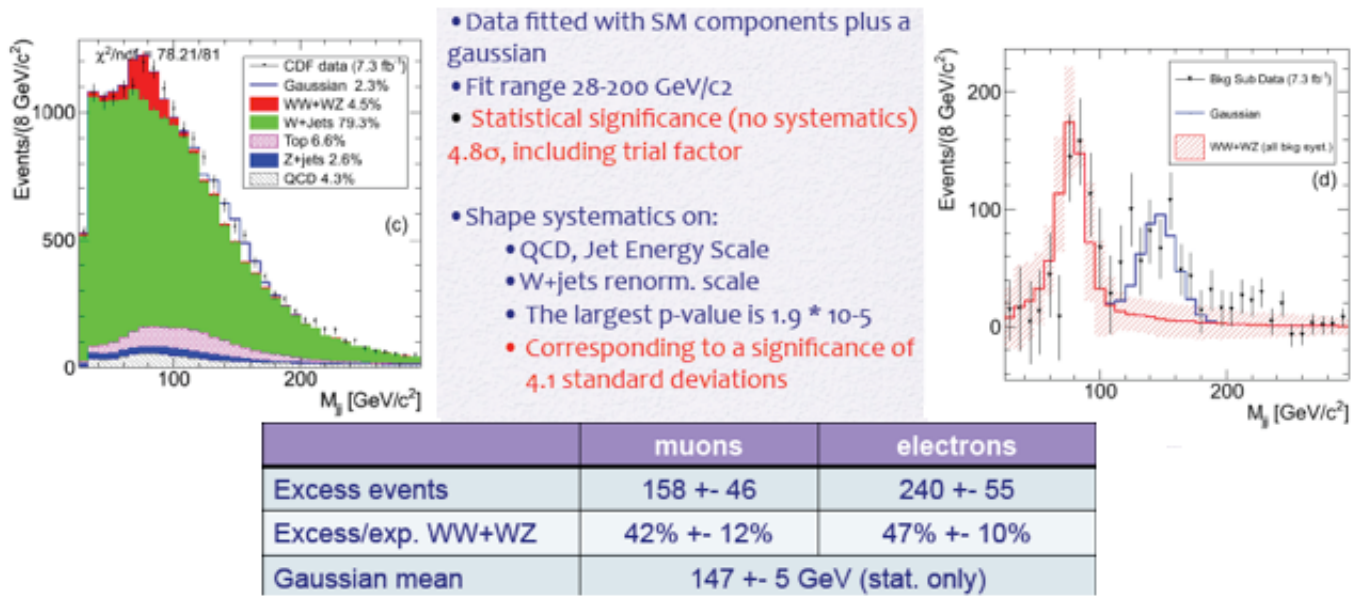 χ²/ndf = 78.21/81
CDF data (7.3 fb⁻¹)
Gaussian 2.3%
WW+WZ 4.5%
W+Jets 79.3%
Top 6.6%
Z+jets 2.6%
QCD 4.3%
(c)
Events/(8 GeV/c²)
1000
500
0
100
200
M_jj [GeV/c²]
• Data fitted with SM components plus a
gaussian
• Fit range 28-200 GeV/c2
• Statistical significance (no systematics)
4.8σ, including trial factor
• Shape systematics on:
• QCD, Jet Energy Scale
• W+jets renorm. scale
• The largest p-value is 1.9 * 10-5
• Corresponding to a significance of
4.1 standard deviations
Bkg Sub Data (7.3 fb⁻¹)
Gaussian
WW+WZ (all bkg syst.)
(d)
Events/(8 GeV/c²)
200
100
0
100
200
M_jj [GeV/c²]
muons electrons
Excess events 158 +- 46 240 +- 55
Excess/exp. WW+WZ 42% +- 12% 47% +- 10%
Gaussian mean 147 +- 5 GeV (stat. only)